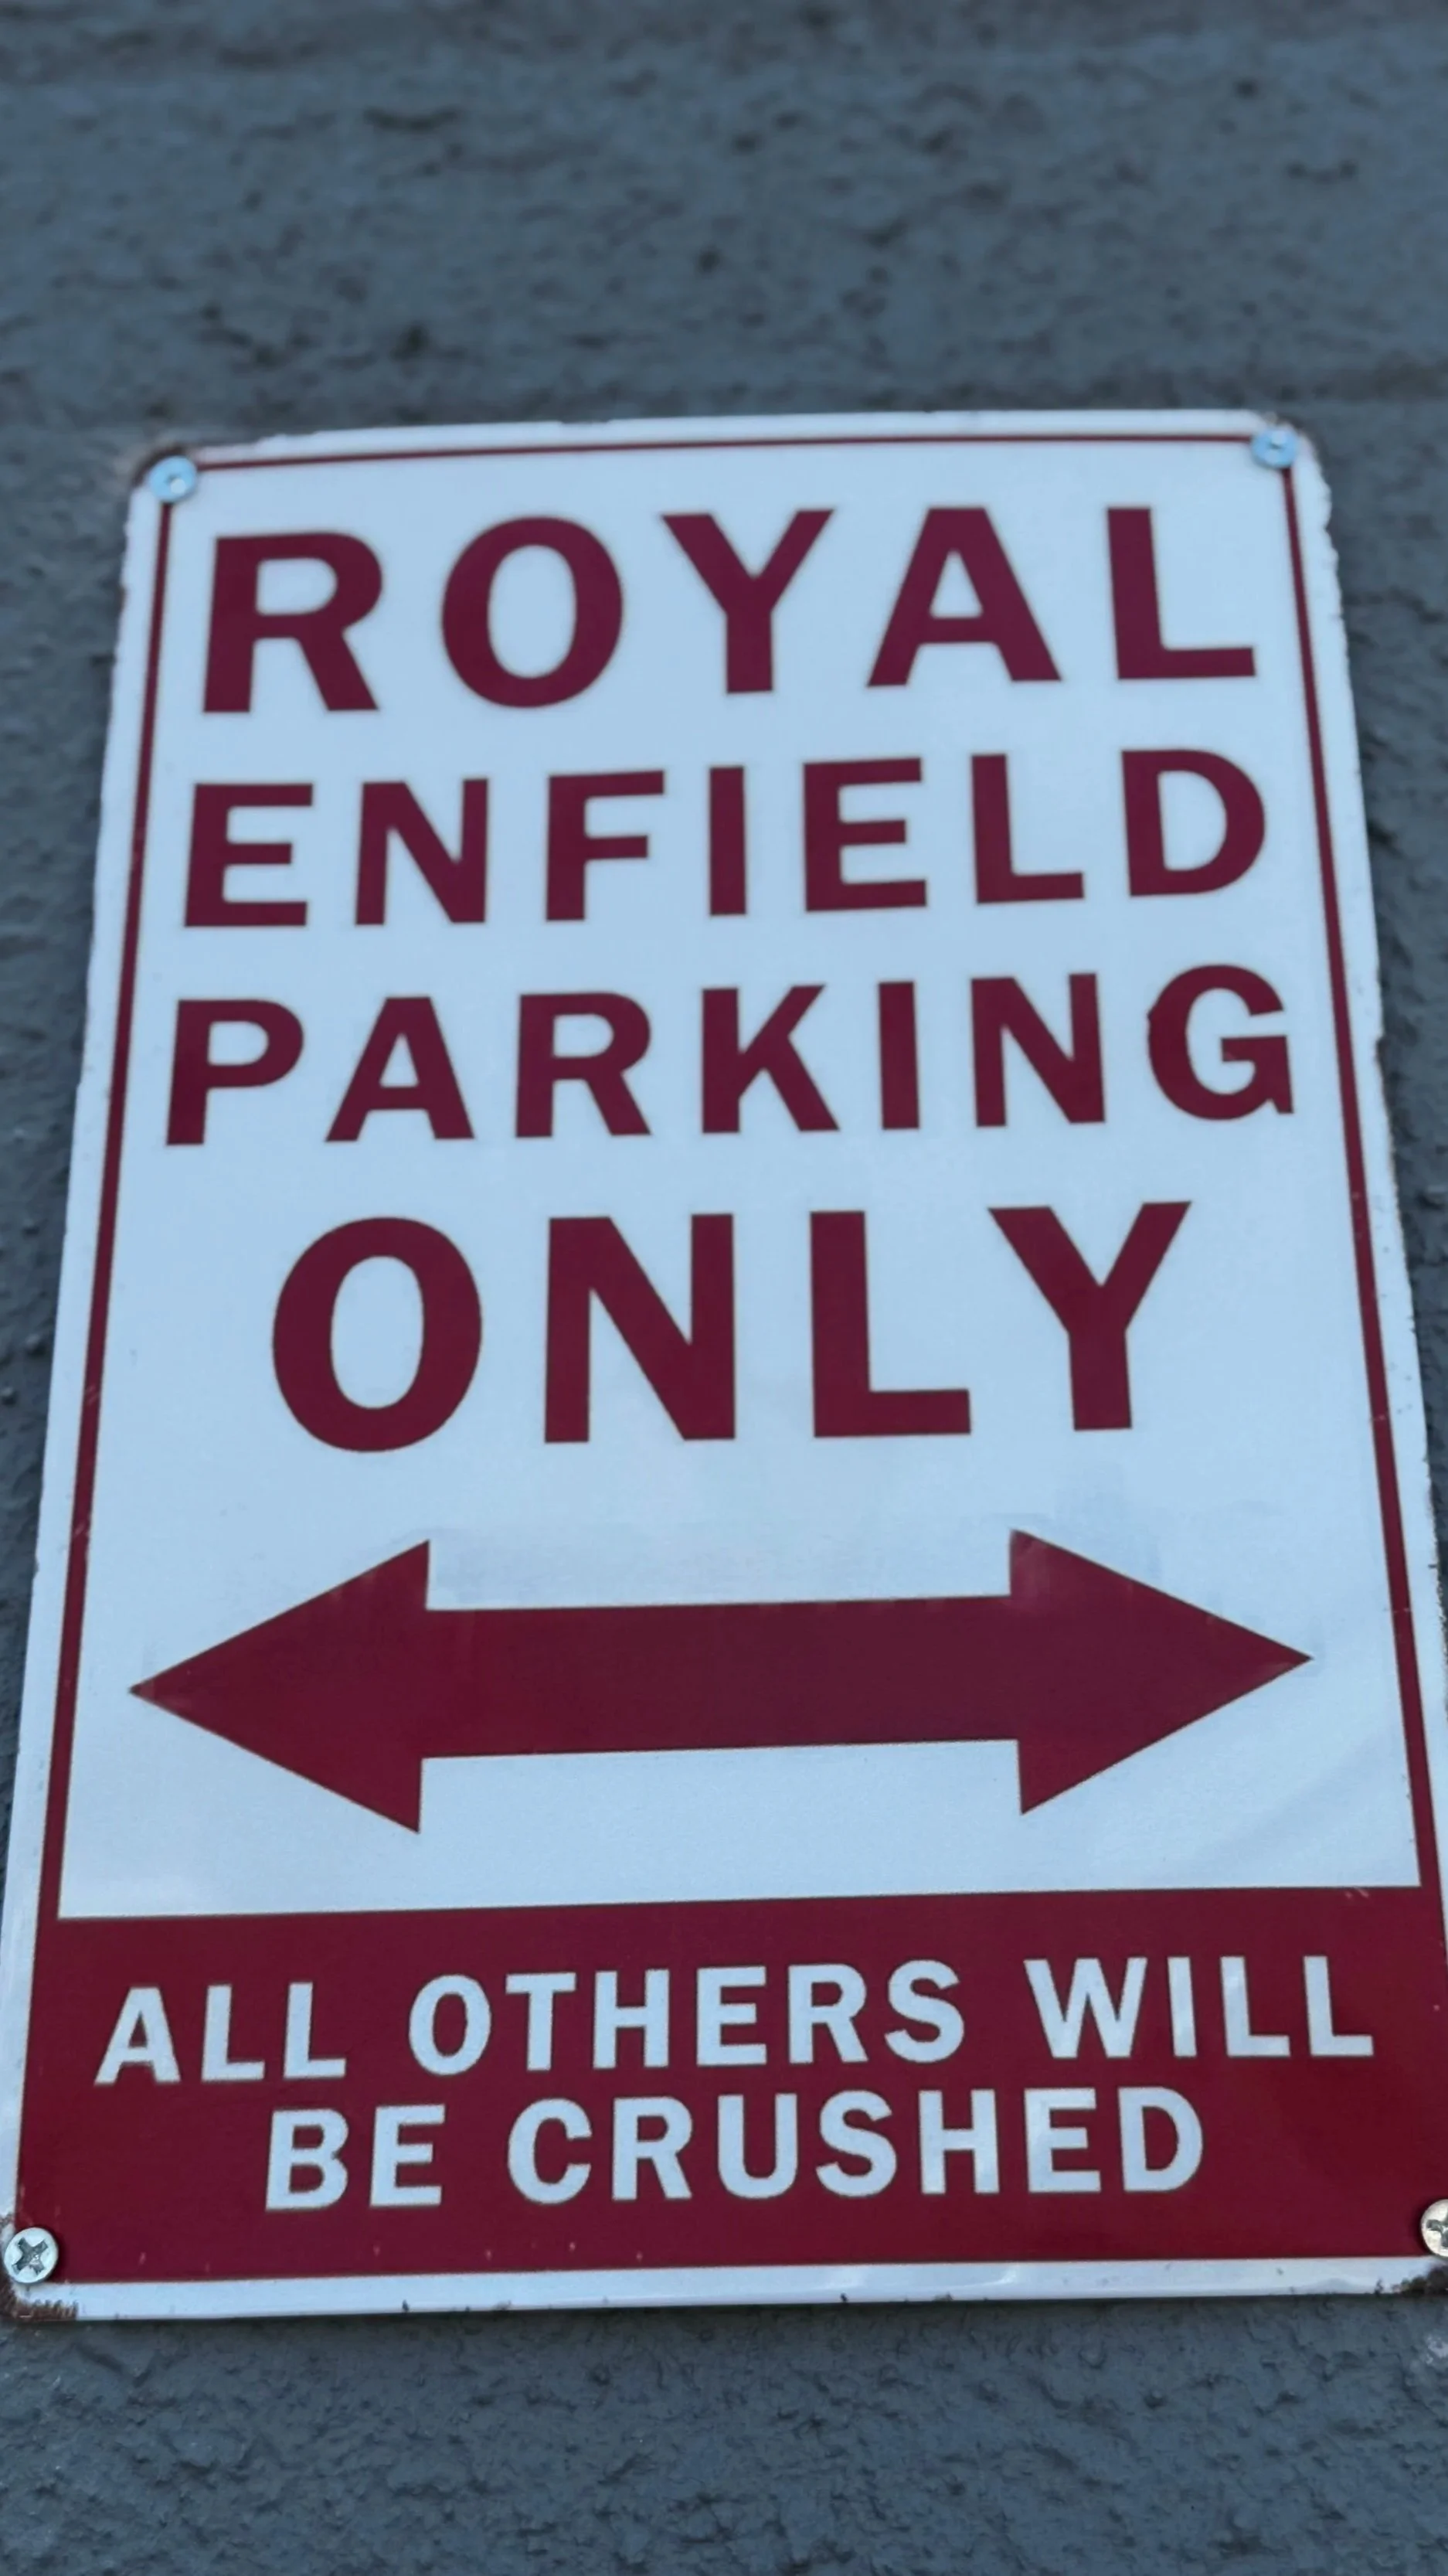 ROYAL
ENFIELD
PARKING
ONLY
ALL OTHERS WILL
BE CRUSHED